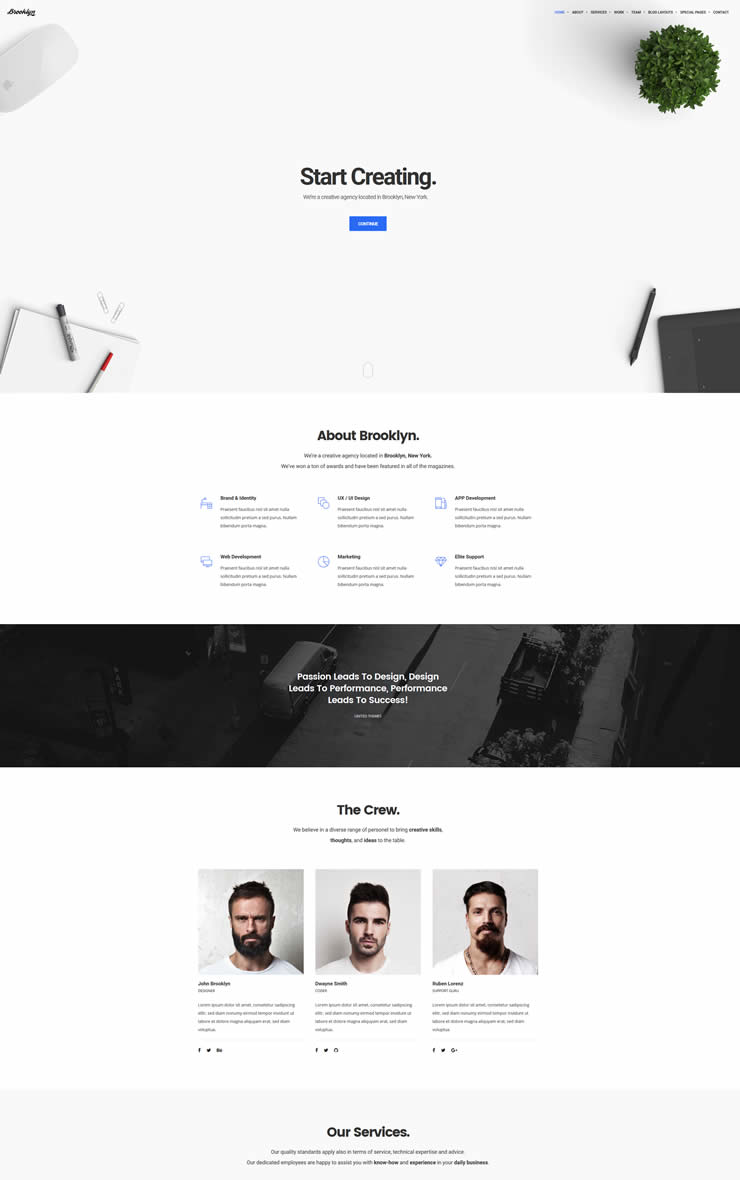 Brooklyn
HOME ABOUT SERVICES WORK TEAM BLOG LAYOUTS SPECIAL PAGES CONTACT
Start Creating.
We're a creative agency located in Brooklyn, New York.
CONTINUE
About Brooklyn.
We're a creative agency located in Brooklyn, New York.
We've won a ton of awards and have been featured in all of the magazines.
Brand & Identity
Praesent faucibus nisl sit amet nulla
sollicitudin pretium a sed purus. Nullam
bibendum porta magna.
UX / UI Design
Praesent faucibus nisl sit amet nulla
sollicitudin pretium a sed purus. Nullam
bibendum porta magna.
APP Development
Praesent faucibus nisl sit amet nulla
sollicitudin pretium a sed purus. Nullam
bibendum porta magna.
Web Development
Praesent faucibus nisl sit amet nulla
sollicitudin pretium a sed purus. Nullam
bibendum porta magna.
Marketing
Praesent faucibus nisl sit amet nulla
sollicitudin pretium a sed purus. Nullam
bibendum porta magna.
Elite Support
Praesent faucibus nisl sit amet nulla
sollicitudin pretium a sed purus. Nullam
bibendum porta magna.
Passion Leads To Design, Design
Leads To Performance, Performance
Leads To Success!
UNITED THEMES
The Crew.
We believe in a diverse range of personel to bring creative skills,
thoughts, and ideas to the table.
John Brooklyn
DESIGNER
Lorem ipsum dolor sit amet, consetetur sadipscing
elitr, sed diam nonumy eirmod tempor invidunt ut
labore et dolore magna aliquyam erat, sed diam
voluptua.
Dwayne Smith
CODER
Lorem ipsum dolor sit amet, consetetur sadipscing
elitr, sed diam nonumy eirmod tempor invidunt ut
labore et dolore magna aliquyam erat, sed diam
voluptua.
Ruben Lorenz
SUPPORT GURU
Lorem ipsum dolor sit amet, consetetur sadipscing
elitr, sed diam nonumy eirmod tempor invidunt ut
labore et dolore magna aliquyam erat, sed diam
voluptua.
Our Services.
Our quality standards apply also in terms of service, technical expertise and advice.
Our dedicated employees are happy to assist you with know-how and experience in your daily business.